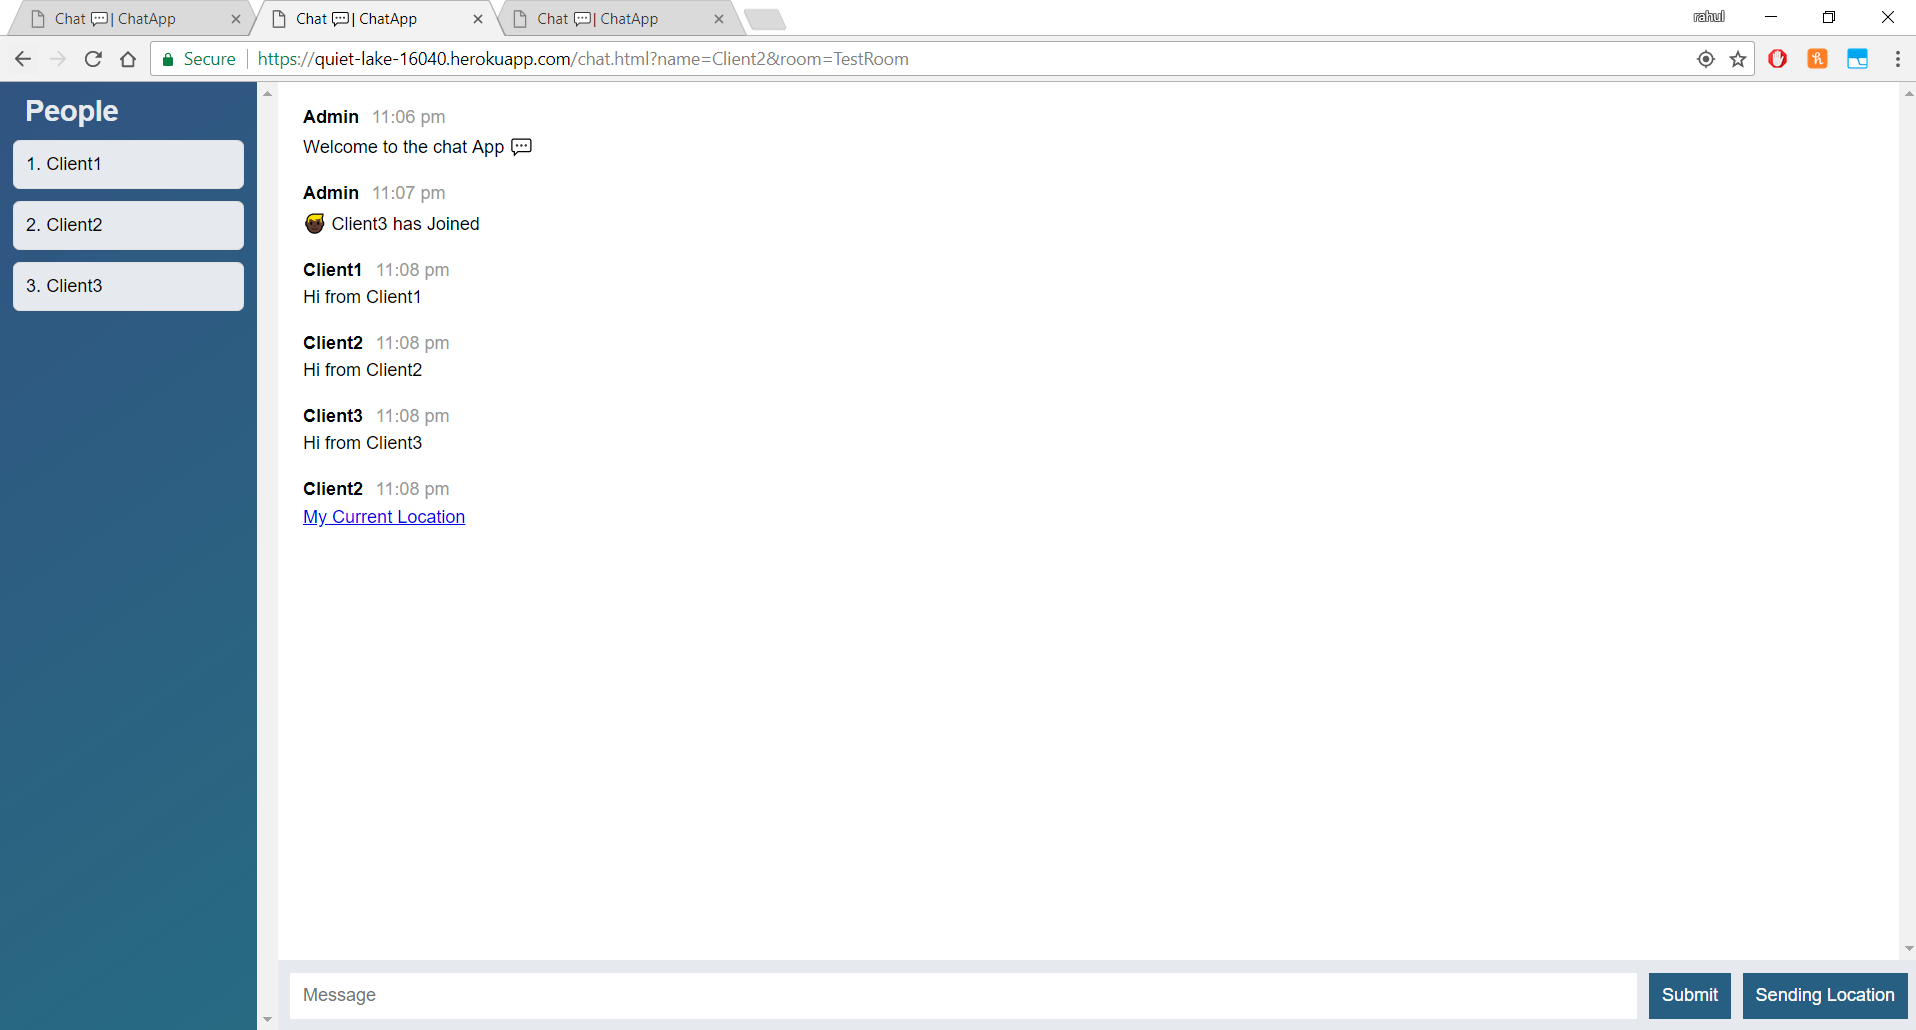 Chat 💬| ChatApp
Chat 💬| ChatApp
Chat 💬| ChatApp
rahul
Secure
https://quiet-lake-16040.herokuapp.com/chat.html?name=Client2&room=TestRoom
People
1. Client1
2. Client2
3. Client3
Admin 11:06 pm
Welcome to the chat App 💬
Admin 11:07 pm
Client3 has Joined
Client1 11:08 pm
Hi from Client1
Client2 11:08 pm
Hi from Client2
Client3 11:08 pm
Hi from Client3
Client2 11:08 pm
My Current Location
Message
Submit
Sending Location